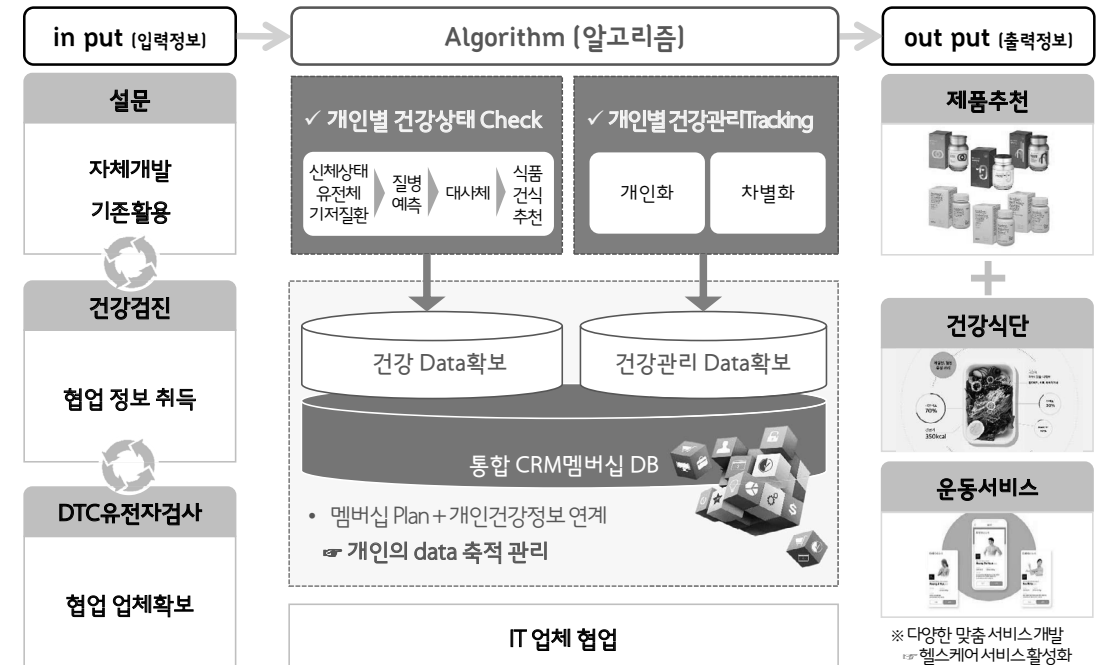 in put (입력정보)
Algorithm (알고리즘)
out put (출력정보)
설문
자체개발
기존활용
건강검진
협업 정보 취득
DTC유전자검사
협업 업체확보
✓ 개인별 건강상태 Check
신체상태
유전체
기저질환
질병
예측
대사체
식품
건식
추천
✓ 개인별 건강관리Tracking
개인화
차별화
건강 Data확보
건강관리 Data확보
통합 CRM멤버십 DB
• 멤버십 Plan + 개인건강정보 연계
☞ 개인의 data 축적 관리
IT 업체 협업
제품추천
건강식단
70%
350kcal
운동서비스
※ 다양한 맞춤 서비스 개발
☞ 헬스케어 서비스 활성화